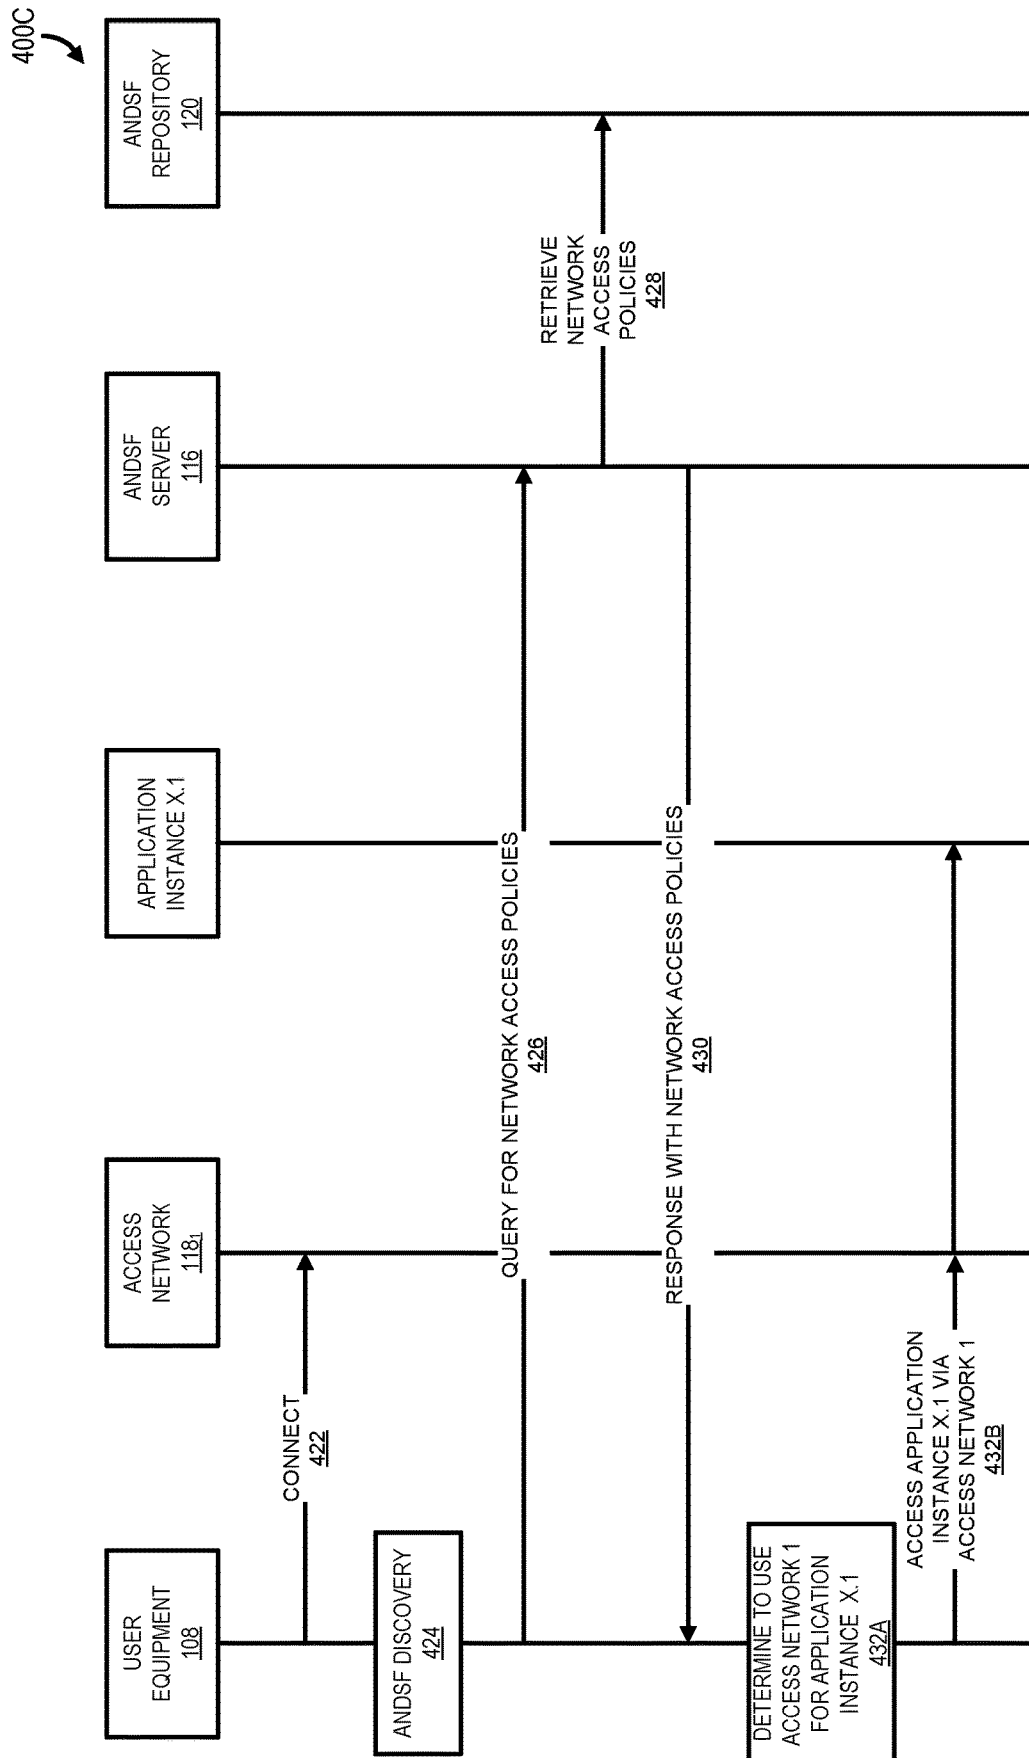 400C
USER
EQUIPMENT
108
ACCESS
NETWORK
118₁
APPLICATION
INSTANCE X.1
ANDSF
SERVER
116
ANDSF
REPOSITORY
120
CONNECT
422
ANDSF DISCOVERY
424
QUERY FOR NETWORK ACCESS POLICIES
426
RETRIEVE
NETWORK
ACCESS
POLICIES
428
RESPONSE WITH NETWORK ACCESS POLICIES
430
DETERMINE TO USE
ACCESS NETWORK 1
FOR APPLICATION
INSTANCE X.1
432A
ACCESS APPLICATION
INSTANCE X.1 VIA
ACCESS NETWORK 1
432B